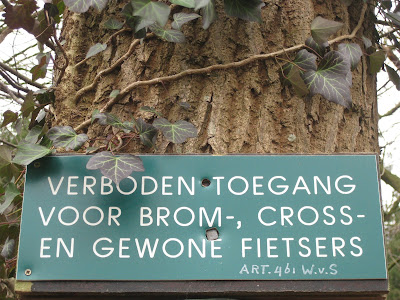 VERBODEN TOEGANG
VOOR BROM-, CROSS-
EN GEWONE FIETSERS
ART. 461 W.v.S